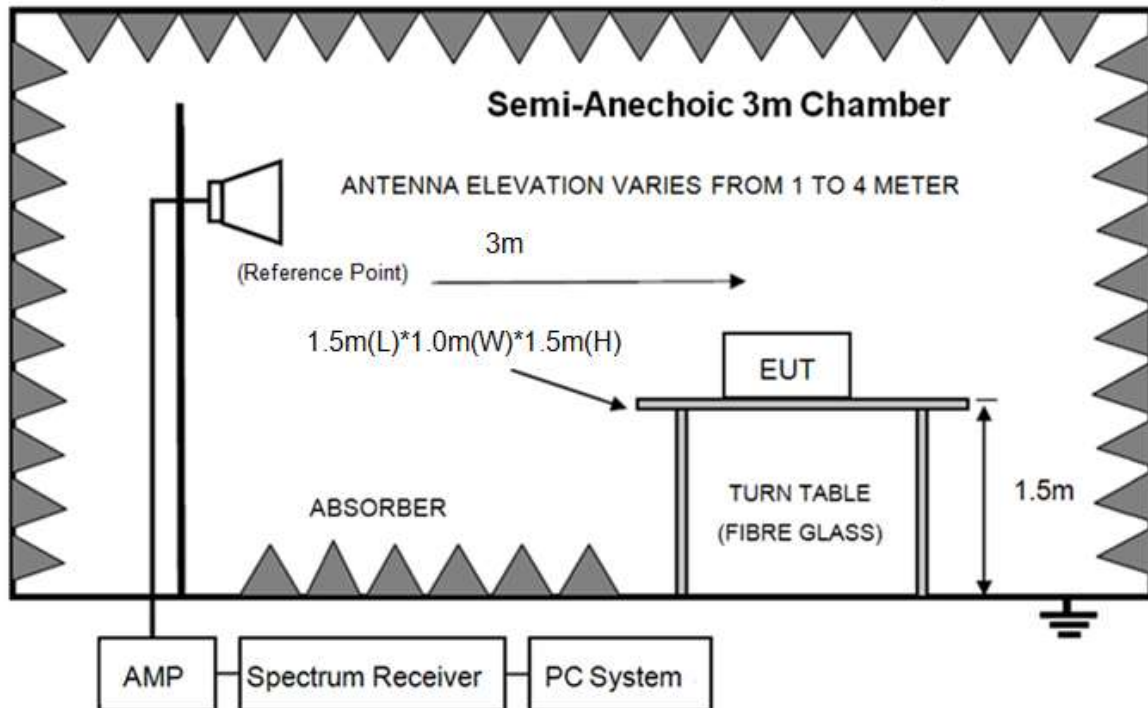 Semi-Anechoic 3m Chamber
ANTENNA ELEVATION VARIES FROM 1 TO 4 METER
3m
(Reference Point)
1.5m(L)*1.0m(W)*1.5m(H)
EUT
1.5m
TURN TABLE
(FIBRE GLASS)
ABSORBER
AMP
Spectrum Receiver
PC System